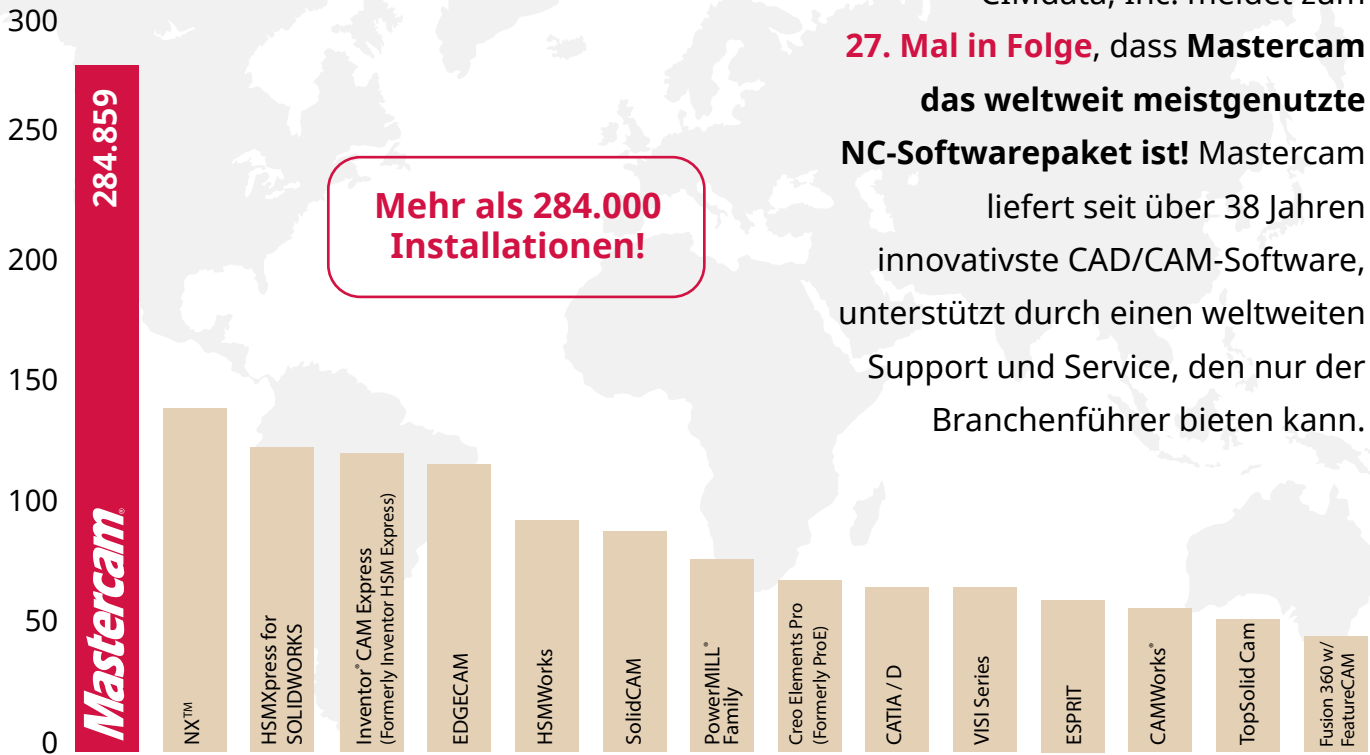 CIMdata, Inc. meldet zum
27. Mal in Folge, dass Mastercam
das weltweit meistgenutzte
NC-Softwarepaket ist! Mastercam
liefert seit über 38 Jahren
innovativste CAD/CAM-Software,
unterstützt durch einen weltweiten
Support und Service, den nur der
Branchenführer bieten kann.
Mehr als 284.000
Installationen!
300
250
200
150
100
50
0
284.859
Mastercam®
NX™
HSMXpress for
SOLIDWORKS
Inventor® CAM Express
(Formerly Inventor HSM Express)
EDGECAM
HSMWorks
SolidCAM
PowerMILL®
Family
Creo Elements Pro
(Formerly ProE)
CATIA / D
VISI Series
ESPRIT
CAMWorks®
TopSolid Cam
Fusion 360 w/
FeatureCAM